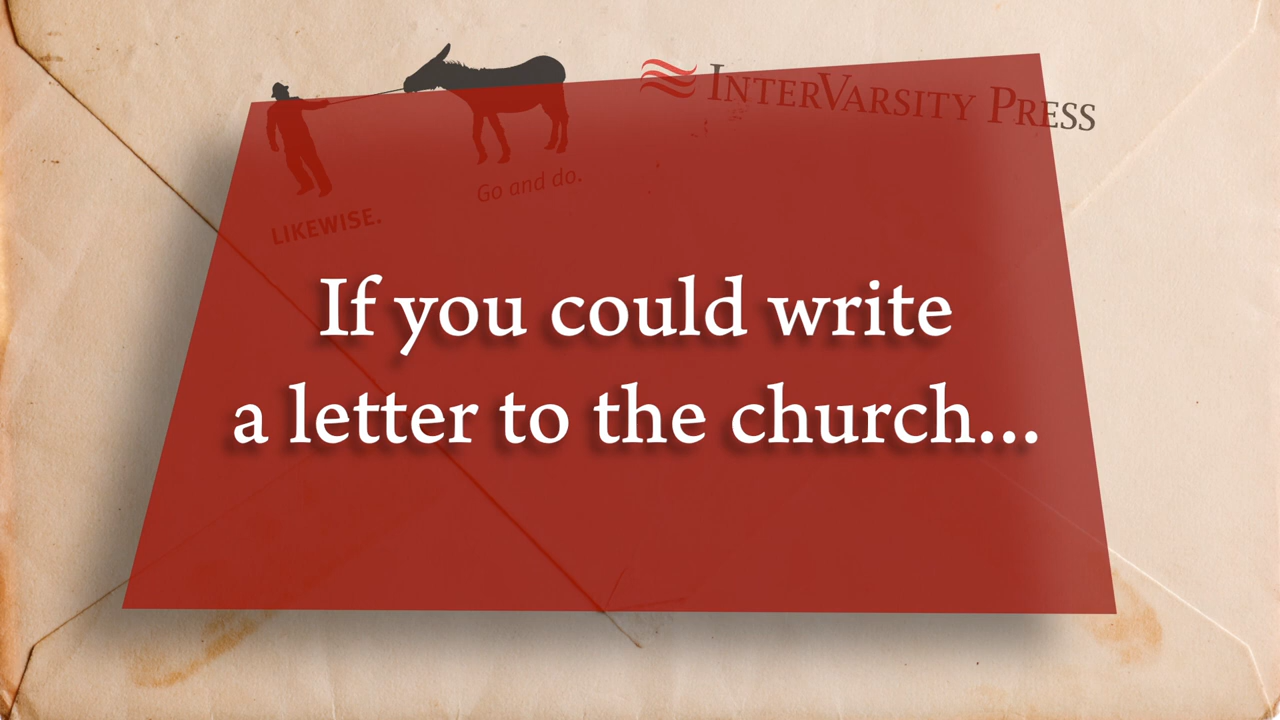 INTERVARSITY PRESS
Go and do.
LIKEWISE.
If you could write
a letter to the church...